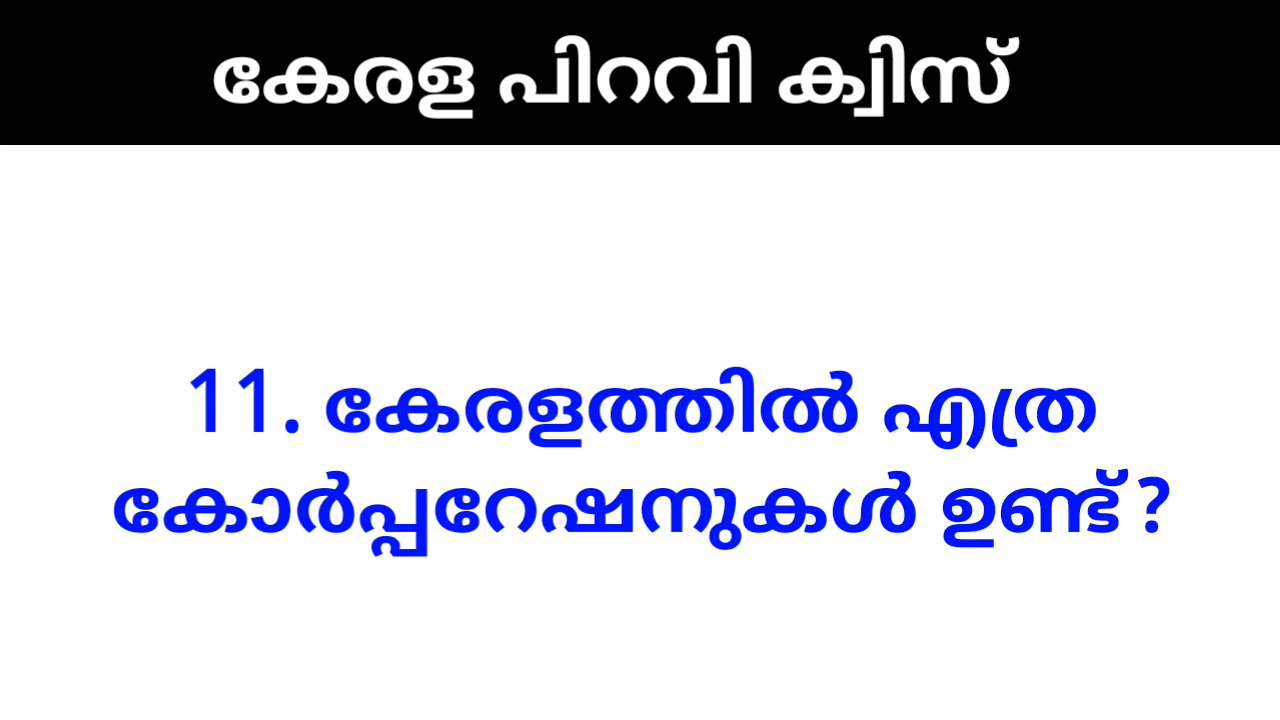 കേരള പിറവി ക്വിസ്
11. കേരളത്തിൽ എത്ര
കോർപ്പറേഷനുകൾ ഉണ്ട് ?